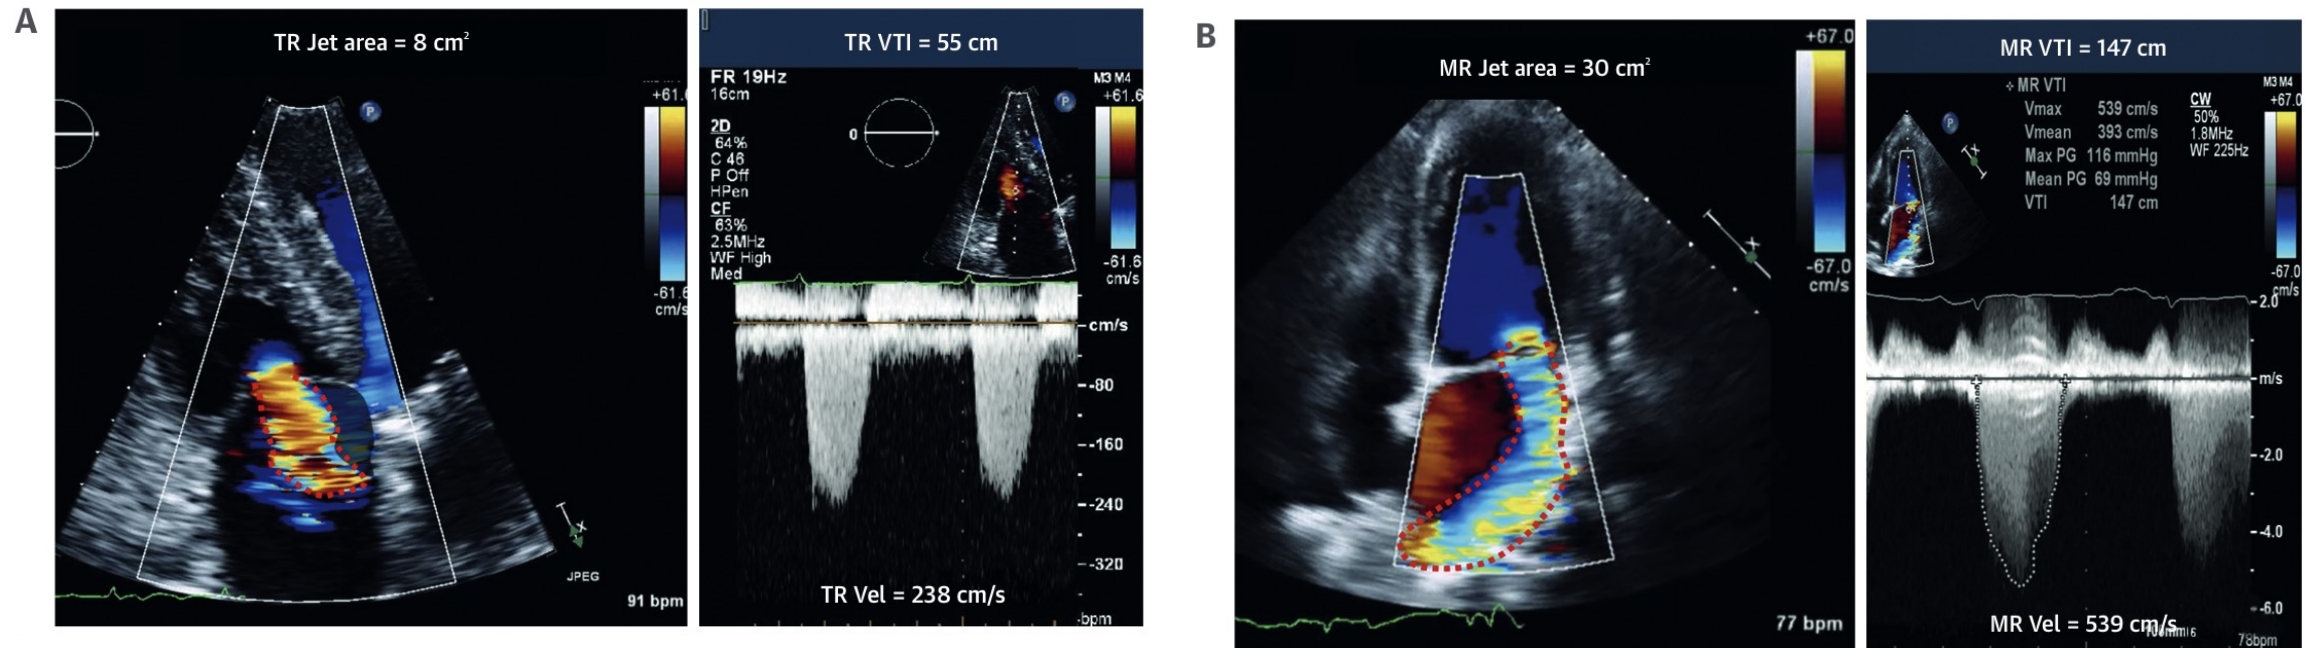 A
TR Jet area = 8 cm²
P
+61.6
-61.6
cm/s
JPEG
91 bpm
TR VTI = 55 cm
FR 19Hz
16cm
M3 M4
+61.6
P
2D
64%
C 46
P Off
HPen
CF
63%
2.5MHz
WF High
Med
0
-61.6
cm/s
cm/s
-80
-160
-240
-320
TR Vel = 238 cm/s
bpm
B
MR Jet area = 30 cm²
+67.0
-67.0
cm/s
77 bpm
MR VTI = 147 cm
MR VTI
Vmax 539 cm/s
Vmean 393 cm/s
Max PG 116 mmHg
Mean PG 69 mmHg
VTI 147 cm
CW
50%
1.8MHz
WF 225Hz
M3 M4
+67.0
P
-67.0
cm/s
2.0
m/s
-2.0
-4.0
-6.0
MR Vel = 539 cm/s
78bpm